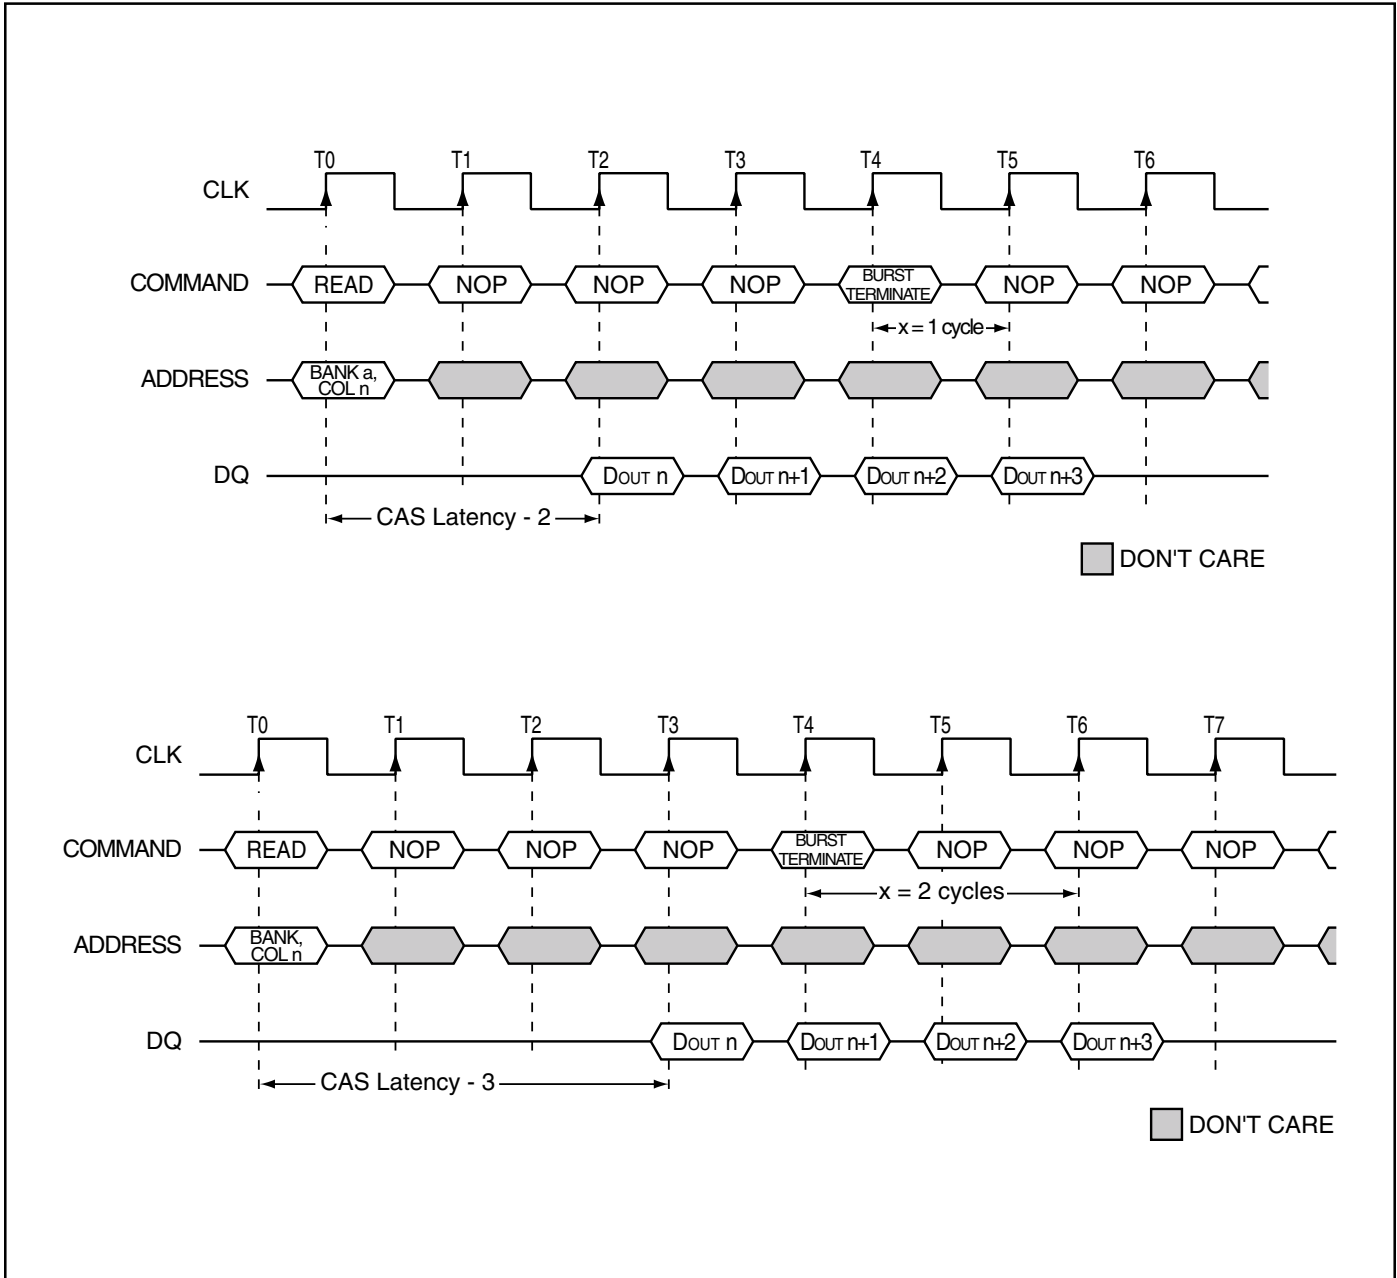 T0 T1 T2 T3 T4 T5 T6
CLK
COMMAND READ NOP NOP NOP BURST TERMINATE NOP NOP
x = 1 cycle
ADDRESS BANK a, COL n
DQ DOUT n DOUT n+1 DOUT n+2 DOUT n+3
CAS Latency - 2
DON'T CARE
T0 T1 T2 T3 T4 T5 T6 T7
CLK
COMMAND READ NOP NOP NOP BURST TERMINATE NOP NOP NOP
x = 2 cycles
ADDRESS BANK, COL n
DQ DOUT n DOUT n+1 DOUT n+2 DOUT n+3
CAS Latency - 3
DON'T CARE